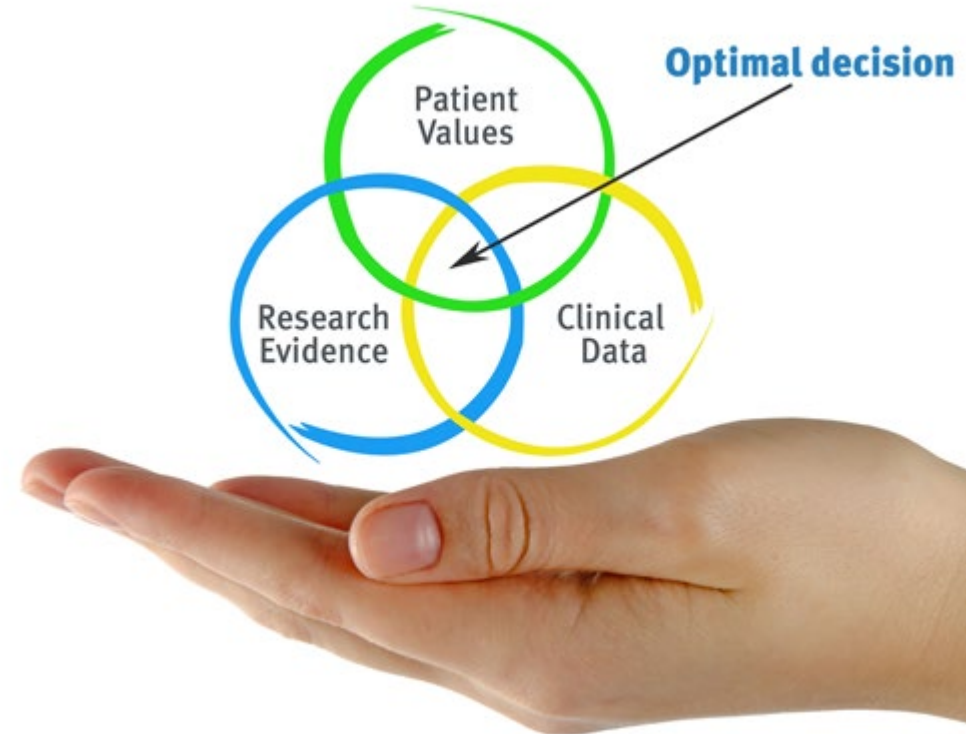 Optimal decision
Patient
Values
Research
Evidence
Clinical
Data